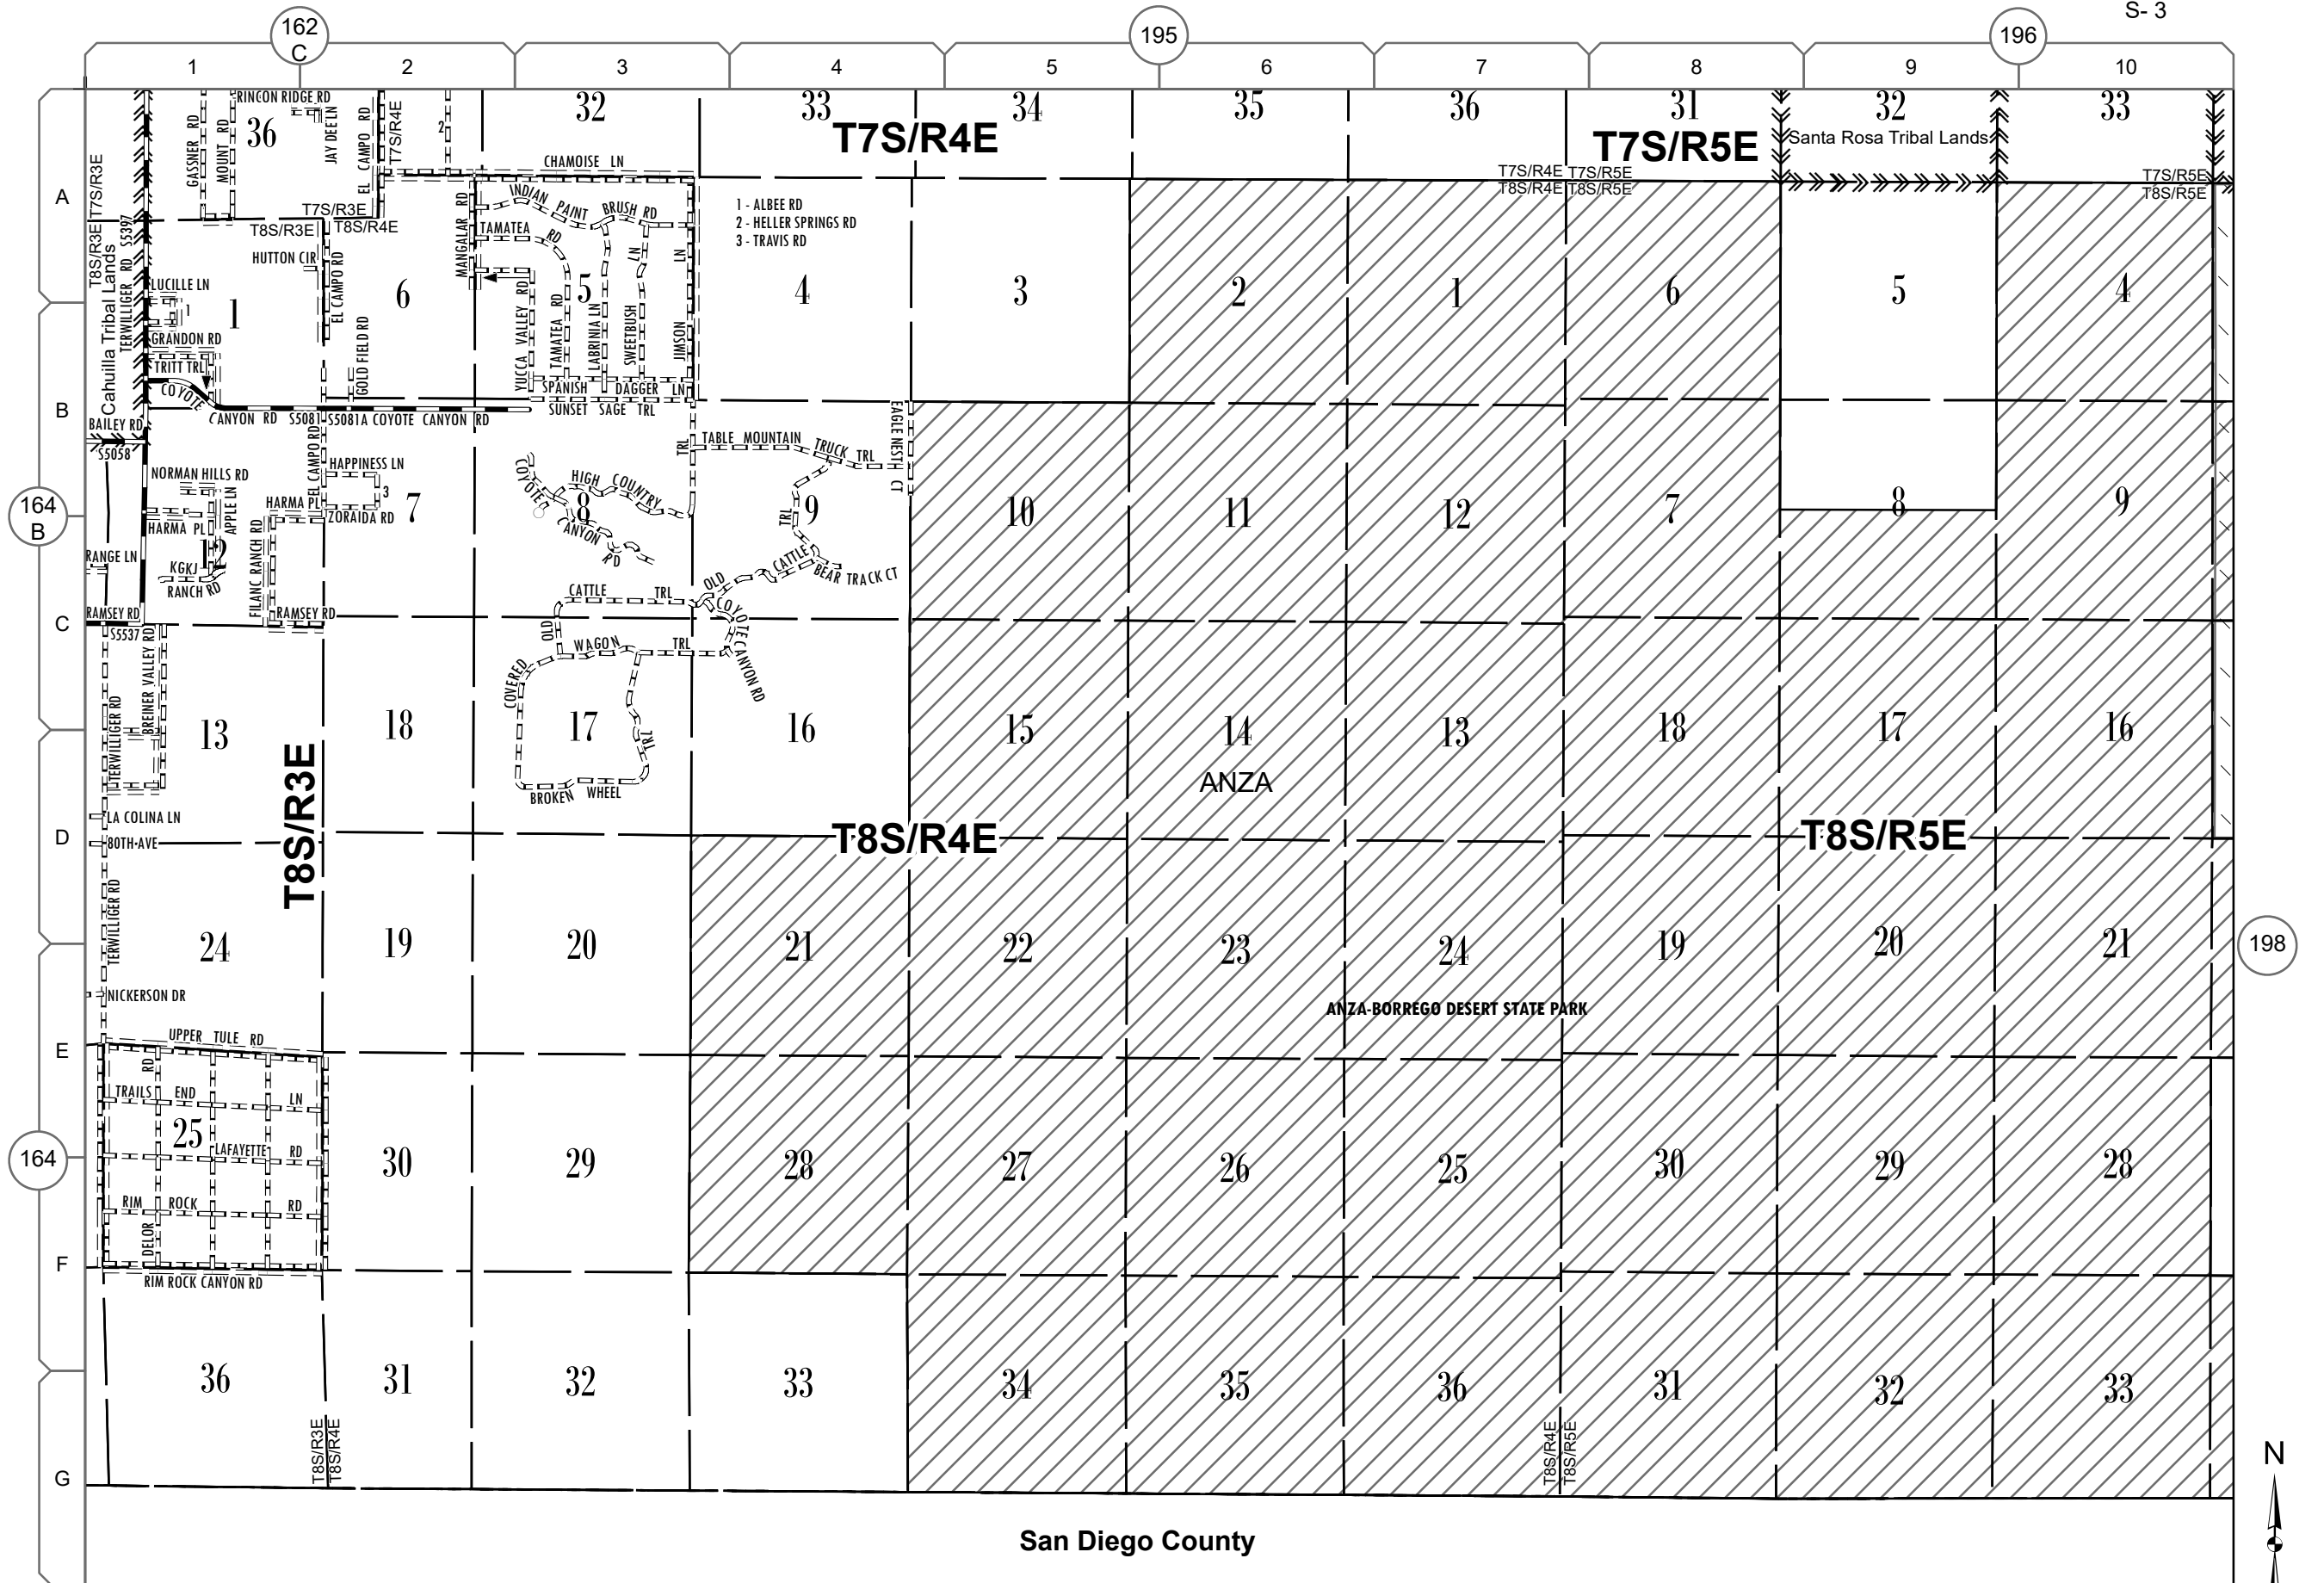 S- 3
162
C
195
196
1 2 3 4 5 6 7 8 9 10
RINCON RIDGE RD
36
32
33
34
35
36
31
32
33
GASSNER RD
MOUNT RD
JAY DEE LN
EL CAMPO RD
T7S/R4E
2
T7S/R4E
T7S/R5E
Santa Rosa Tribal Lands
CHAMOISE LN
T7S/R4E T7S/R5E
T8S/R4E T8S/R5E
T7S/R5E
T8S/R5E
A
T7S/R3E
T8S/R3E
T7S/R3E
T8S/R3E
T8S/R4E
S5397
TERWILLIGER RD
Cahuilla Tribal Lands
HUTTON CIR
EL CAMPO RD
LUCILLE LN
1
1
6
MANGALAR RD
INDIAN PAINT BRUSH RD
TAMATEA RD
5
LN
JIMSON LN
1 - ALBEE RD
2 - HELLER SPRINGS RD
3 - TRAVIS RD
4
3
2
1
6
5
4
GRANDON RD
TRITT TRL
GOLD FIELD RD
YUCCA VALLEY RD
TAMATEA RD
LABRINIA LN
SWEETBUSH
SPANISH DAGGER LN
SUNSET SAGE TRL
B
COYOTE CANYON RD S5081
S5081A COYOTE CANYON RD
BAILEY RD
S5058
EL CAMPO RD
TRL
TABLE MOUNTAIN TRUCK TRL
EAGLE NEST CT
NORMAN HILLS RD
HAPPINESS LN
3
ZORAIDA RD
7
HARMA PL
HARMA PL
APPLE LN
FILANC RANCH RD
12
KGKJ
RANCH RD
RANGE LN
164
B
COYOTE CANYON RD
HIGH COUNTRY
8
9
TRL
10
11
12
7
8
9
OLD CATTLE
BEAR TRACK CT
CATTLE TRL
OLD
C
RAMSEY RD
RAMSEY RD
S5537
COYOTE CANYON RD
COVERED WAGON TRL
TERWILLIGER RD
BREINER VALLEY RD
13
18
17
TRL
16
15
14
13
18
17
16
BROKEN WHEEL
ANZA
T8S/R3E
T8S/R4E
T8S/R5E
LA COLINA LN
D
80TH AVE
TERWILLIGER RD
24
19
20
21
22
23
24
19
20
21
198
NICKERSON DR
ANZA-BORREGO DESERT STATE PARK
E
UPPER TULE RD
RD
TRAILS END LN
25
LAFAYETTE RD
164
30
29
28
27
26
25
30
29
28
RIM ROCK RD
DELOR
F
RIM ROCK CANYON RD
36
31
32
33
34
35
36
31
32
33
T8S/R3E
T8S/R4E
T8S/R4E
T8S/R5E
G
N
San Diego County